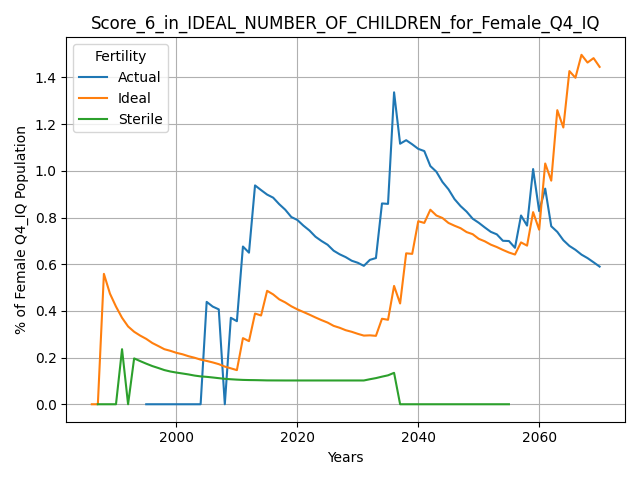 Score_6_in_IDEAL_NUMBER_OF_CHILDREN_for_Female_Q4_IQ
Fertility
Actual
Ideal
Sterile
% of Female Q4_IQ Population
1.4
1.2
1.0
0.8
0.6
0.4
0.2
0.0
2000 2020 2040 2060
Years